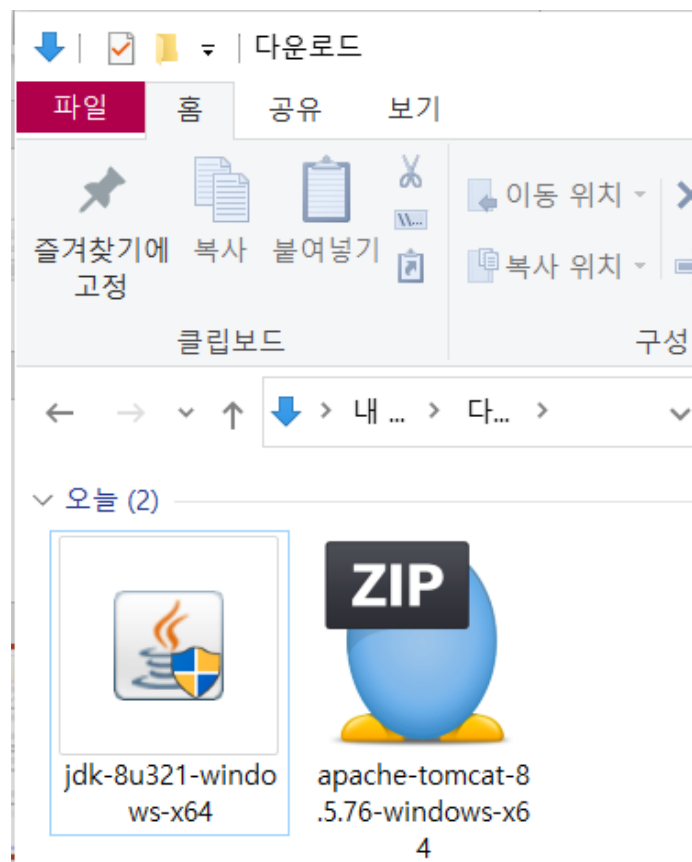 다운로드
파일 홈 공유 보기
즐겨찾기에
고정
복사
붙여넣기
\\...
이동 위치
복사 위치
클립보드
구성
내 ...
다...
오늘 (2)
jdk-8u321-windo
ws-x64
ZIP
apache-tomcat-8
.5.76-windows-x6
4